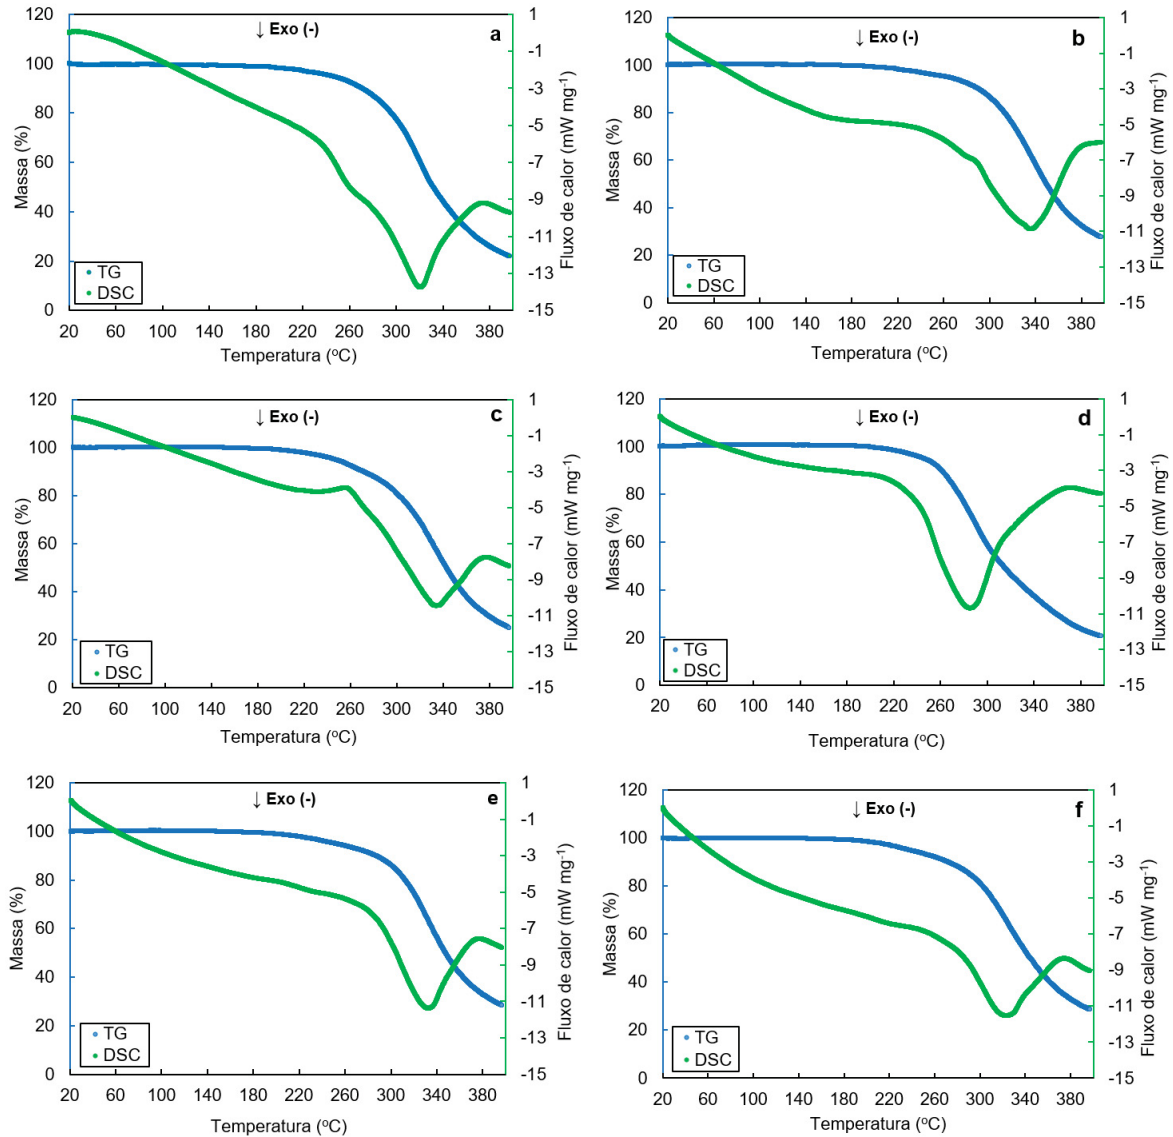 ↓ Exo (-)
a
Massa (%)
120
100
80
60
40
20
0
1
-1
-3
-5
-7
-9
-11
-13
-15
Fluxo de calor (mW mg⁻¹)
TG
DSC
20 60 100 140 180 220 260 300 340 380
Temperatura (ºC)
↓ Exo (-)
b
Massa (%)
120
100
80
60
40
20
0
1
-1
-3
-5
-7
-9
-11
-13
-15
Fluxo de calor (mW mg⁻¹)
TG
DSC
20 60 100 140 180 220 260 300 340 380
Temperatura (ºC)
↓ Exo (-)
c
Massa (%)
120
100
80
60
40
20
0
1
-1
-3
-5
-7
-9
-11
-13
-15
Fluxo de calor (mW mg⁻¹)
TG
DSC
20 60 100 140 180 220 260 300 340 380
Temperatura (ºC)
↓ Exo (-)
d
Massa (%)
120
100
80
60
40
20
0
1
-1
-3
-5
-7
-9
-11
-13
-15
Fluxo de calor (mW mg⁻¹)
TG
DSC
20 60 100 140 180 220 260 300 340 380
Temperatura (ºC)
↓ Exo (-)
e
Massa (%)
120
100
80
60
40
20
0
1
-1
-3
-5
-7
-9
-11
-13
-15
Fluxo de calor (mW mg⁻¹)
TG
DSC
20 60 100 140 180 220 260 300 340 380
Temperatura (ºC)
↓ Exo (-)
f
Massa (%)
120
100
80
60
40
20
0
1
-1
-3
-5
-7
-9
-11
-13
-15
Fluxo de calor (mW mg⁻¹)
TG
DSC
20 60 100 140 180 220 260 300 340 380
Temperatura (ºC)